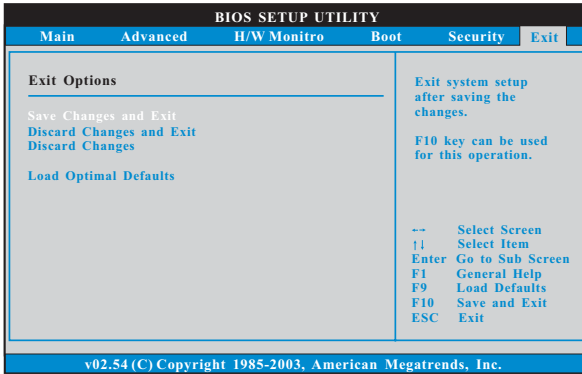 BIOS SETUP UTILITY
Main Advanced H/W Monitro Boot Security Exit
Exit Options
Save Changes and Exit
Discard Changes and Exit
Discard Changes
Load Optimal Defaults
Exit system setup
after saving the
changes.
F10 key can be used
for this operation.
←→ Select Screen
↑↓ Select Item
Enter Go to Sub Screen
F1 General Help
F9 Load Defaults
F10 Save and Exit
ESC Exit
v02.54 (C) Copyright 1985-2003, American Megatrends, Inc.